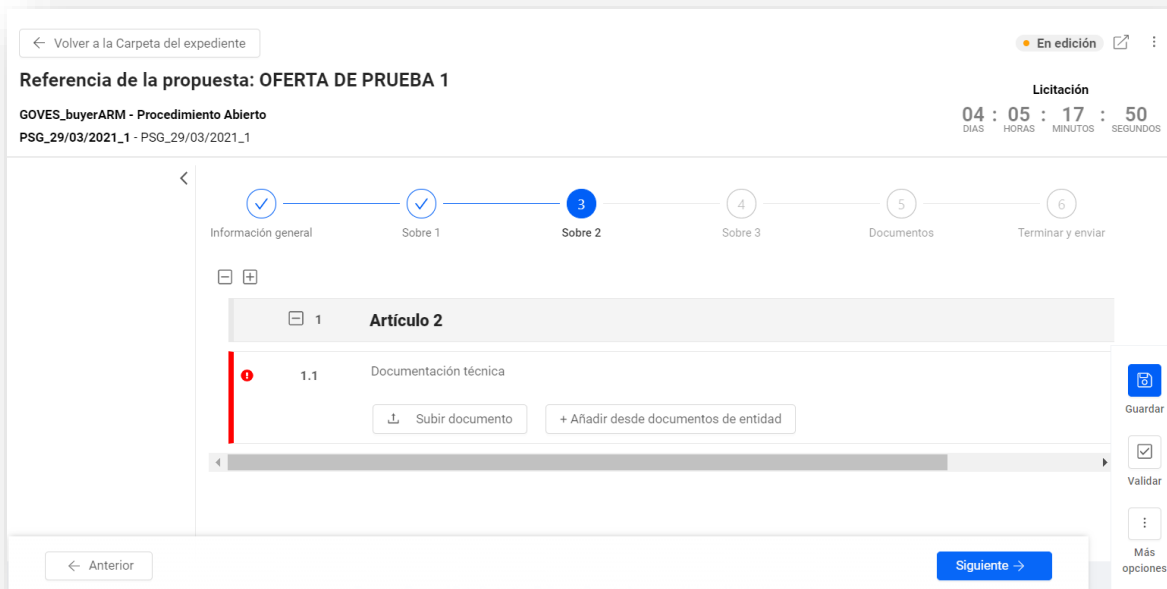 ← Volver a la Carpeta del expediente
En edición
Referencia de la propuesta: OFERTA DE PRUEBA 1
Licitación
GOVES_buyerARM - Procedimiento Abierto
04 : 05 : 17 : 50
DIAS HORAS MINUTOS SEGUNDOS
PSG_29/03/2021_1 - PSG_29/03/2021_1
3 4 5 6
Información general Sobre 1 Sobre 2 Sobre 3 Documentos Terminar y enviar
1 Artículo 2
1.1 Documentación técnica
Subir documento + Añadir desde documentos de entidad
Guardar
Validar
Más
opciones
← Anterior Siguiente →